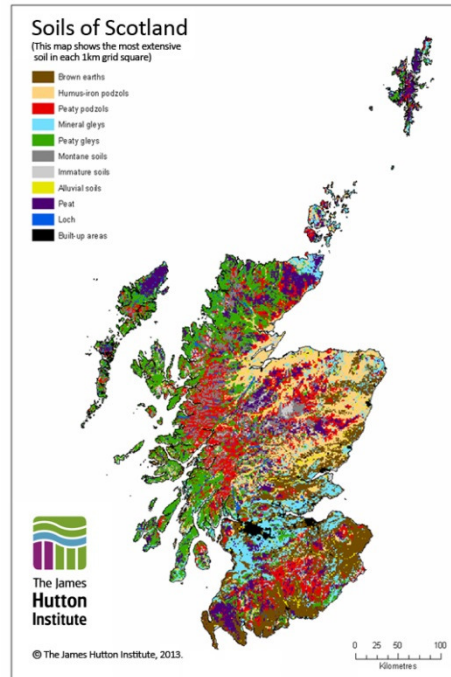 Soils of Scotland
(This map shows the most extensive
soil in each 1km grid square)
Brown earths
Humus-iron podzols
Peaty podzols
Mineral gleys
Peaty gleys
Montane soils
Immature soils
Alluvial soils
Peat
Loch
Built-up areas
The James
Hutton
Institute
© The James Hutton Institute, 2013.
0 25 50 100
Kilometres